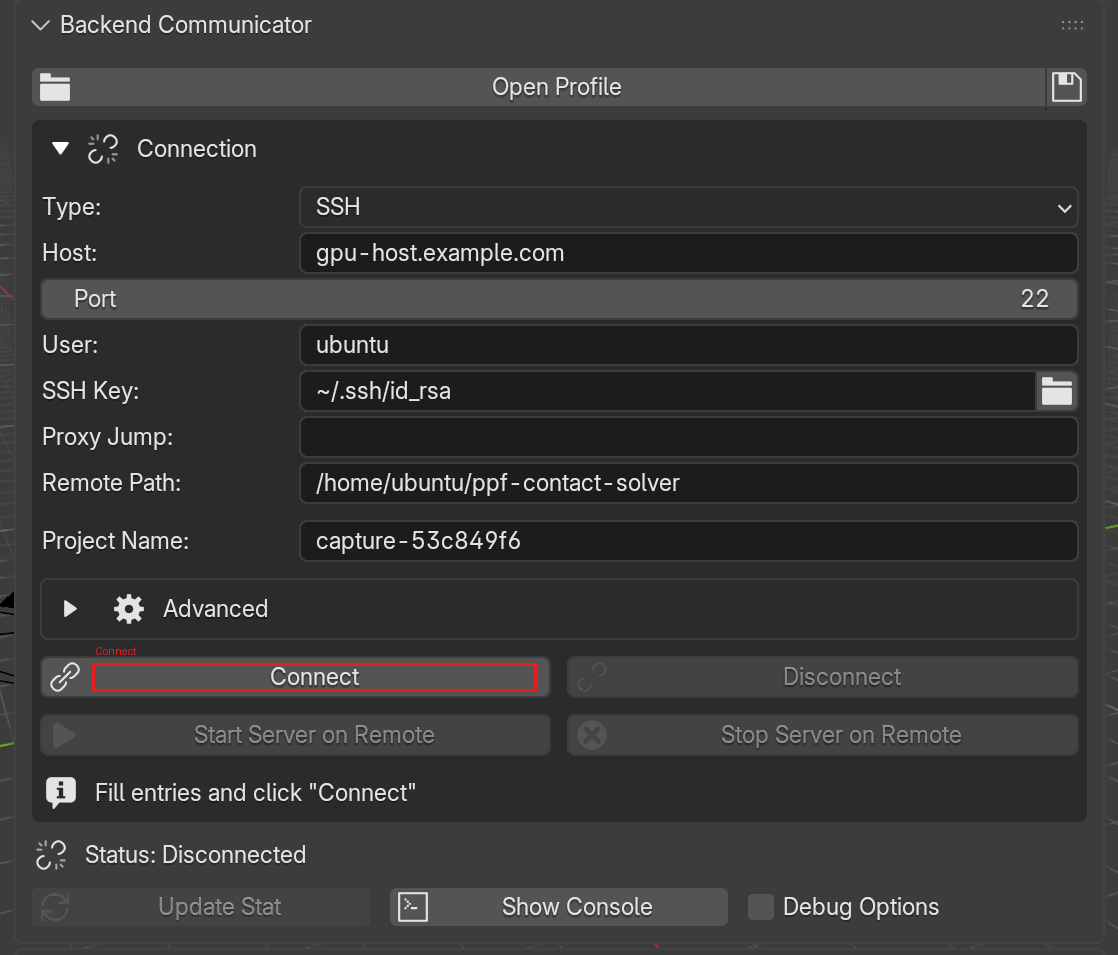 Backend Communicator
Open Profile
Connection
Type: SSH
Host: gpu-host.example.com
Port 22
User: ubuntu
SSH Key: ~/.ssh/id_rsa
Proxy Jump:
Remote Path: /home/ubuntu/ppf-contact-solver
Project Name: capture-53c849f6
Advanced
Connect
Connect Disconnect
Start Server on Remote Stop Server on Remote
Fill entries and click "Connect"
Status: Disconnected
Update Stat Show Console Debug Options